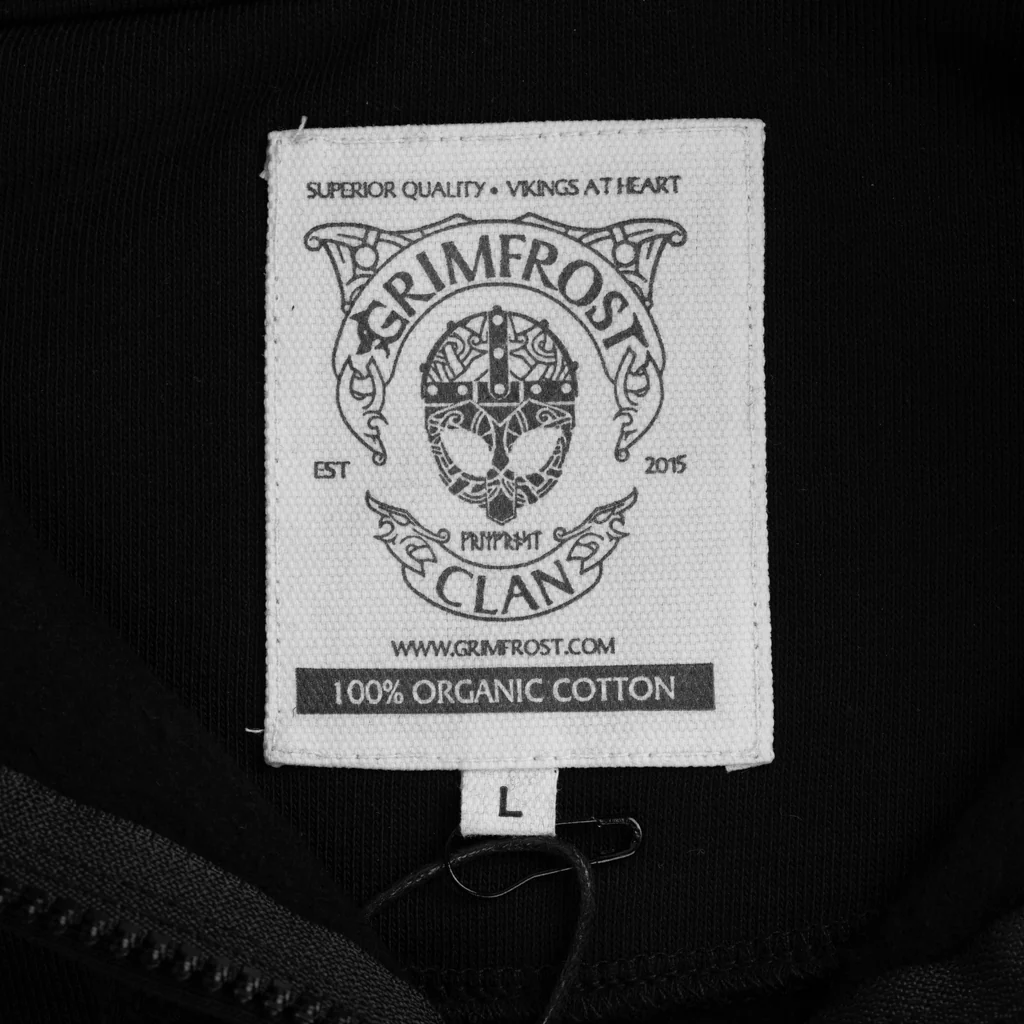 SUPERIOR QUALITY • VIKINGS AT HEART
GRIMFROST
EST 2015
CLAN
WWW.GRIMFROST.COM
100% ORGANIC COTTON
L